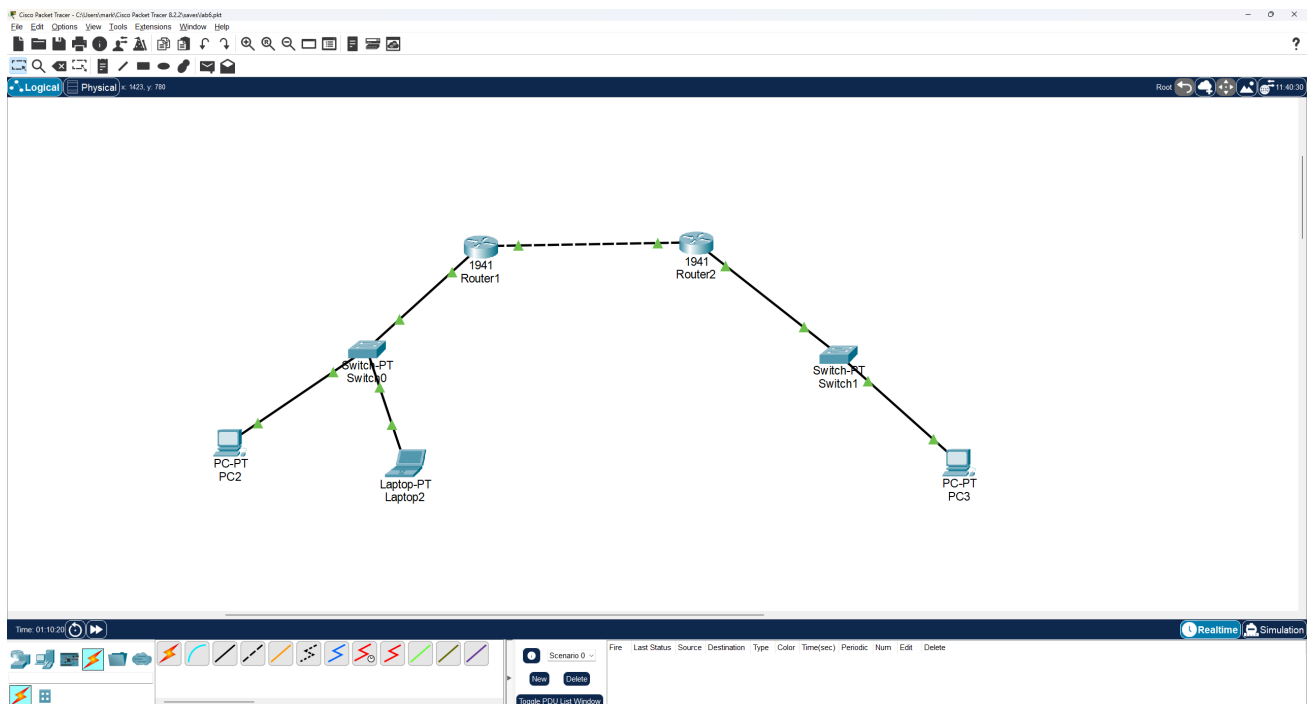 Cisco Packet Tracer - C:\Users\mark\Cisco Packet Tracer 8.2.2\saves\lab6.pkt
File Edit Options View Tools Extensions Window Help
?
Logical Physical x: 1423, y: 780 Root 11:40:30
1941
Router1
1941
Router2
Switch-PT
Switch0
Switch-PT
Switch1
PC-PT
PC2
Laptop-PT
Laptop2
PC-PT
PC3
Time: 01:10:20 Realtime Simulation
Scenario 0
Fire Last Status Source Destination Type Color Time(sec) Periodic Num Edit Delete
New Delete
Toggle PDU List Window